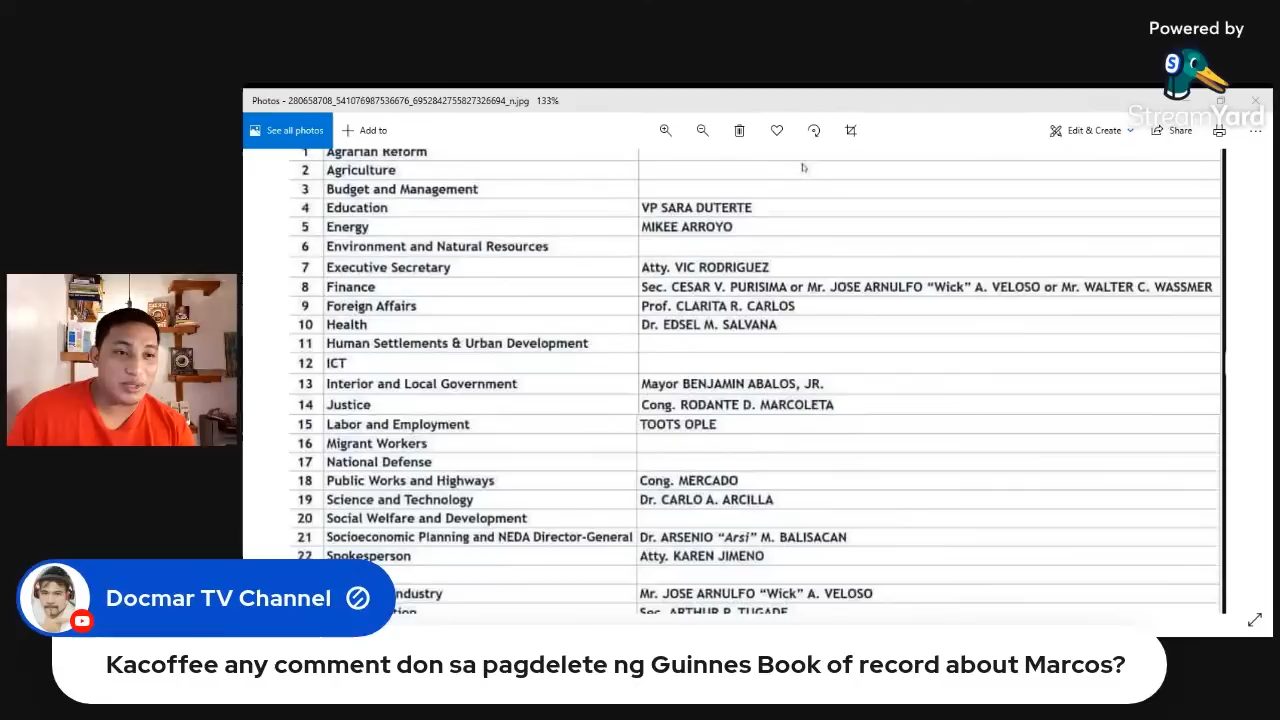 Powered by
StreamYard
Photos - 280658708_541076987536676_6952842755827326694_n.jpg 133%
See all photos
Add to
Edit & Create
Share
1 Agrarian Reform
2 Agriculture
3 Budget and Management
4 Education VP SARA DUTERTE
5 Energy MIKEE ARROYO
6 Environment and Natural Resources
7 Executive Secretary Atty. VIC RODRIGUEZ
8 Finance Sec. CESAR V. PURISIMA or Mr. JOSE ARNULFO “Wick” A. VELOSO or Mr. WALTER C. WASSMER
9 Foreign Affairs Prof. CLARITA R. CARLOS
10 Health Dr. EDSEL M. SALVANA
11 Human Settlements & Urban Development
12 ICT
13 Interior and Local Government Mayor BENJAMIN ABALOS, JR.
14 Justice Cong. RODANTE D. MARCOLETA
15 Labor and Employment TOOTS OPLE
16 Migrant Workers
17 National Defense
18 Public Works and Highways Cong. MERCADO
19 Science and Technology Dr. CARLO A. ARCILLA
20 Social Welfare and Development
21 Socioeconomic Planning and NEDA Director-General Dr. ARSENIO “Arsi” M. BALISACAN
22 Spokesperson Atty. KAREN JIMENO
Mr. JOSE ARNULFO “Wick” A. VELOSO
Sec. ARTHUR P. TUGADE
Docmar TV Channel
Kacoffee any comment don sa pagdelete ng Guinnes Book of record about Marcos?